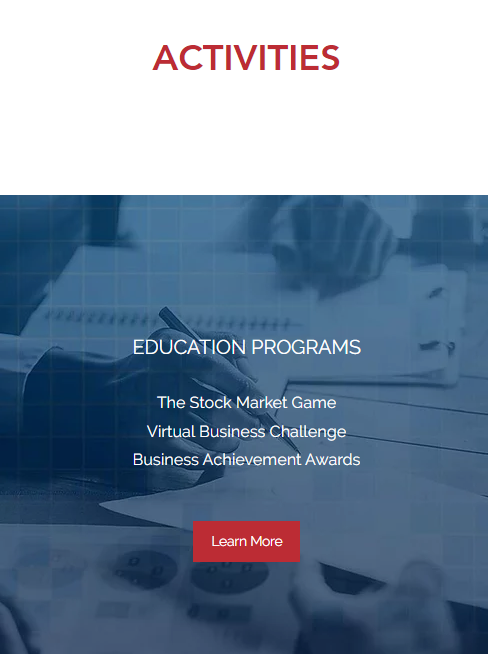 ACTIVITIES
EDUCATION PROGRAMS
The Stock Market Game
Virtual Business Challenge
Business Achievement Awards
Learn More